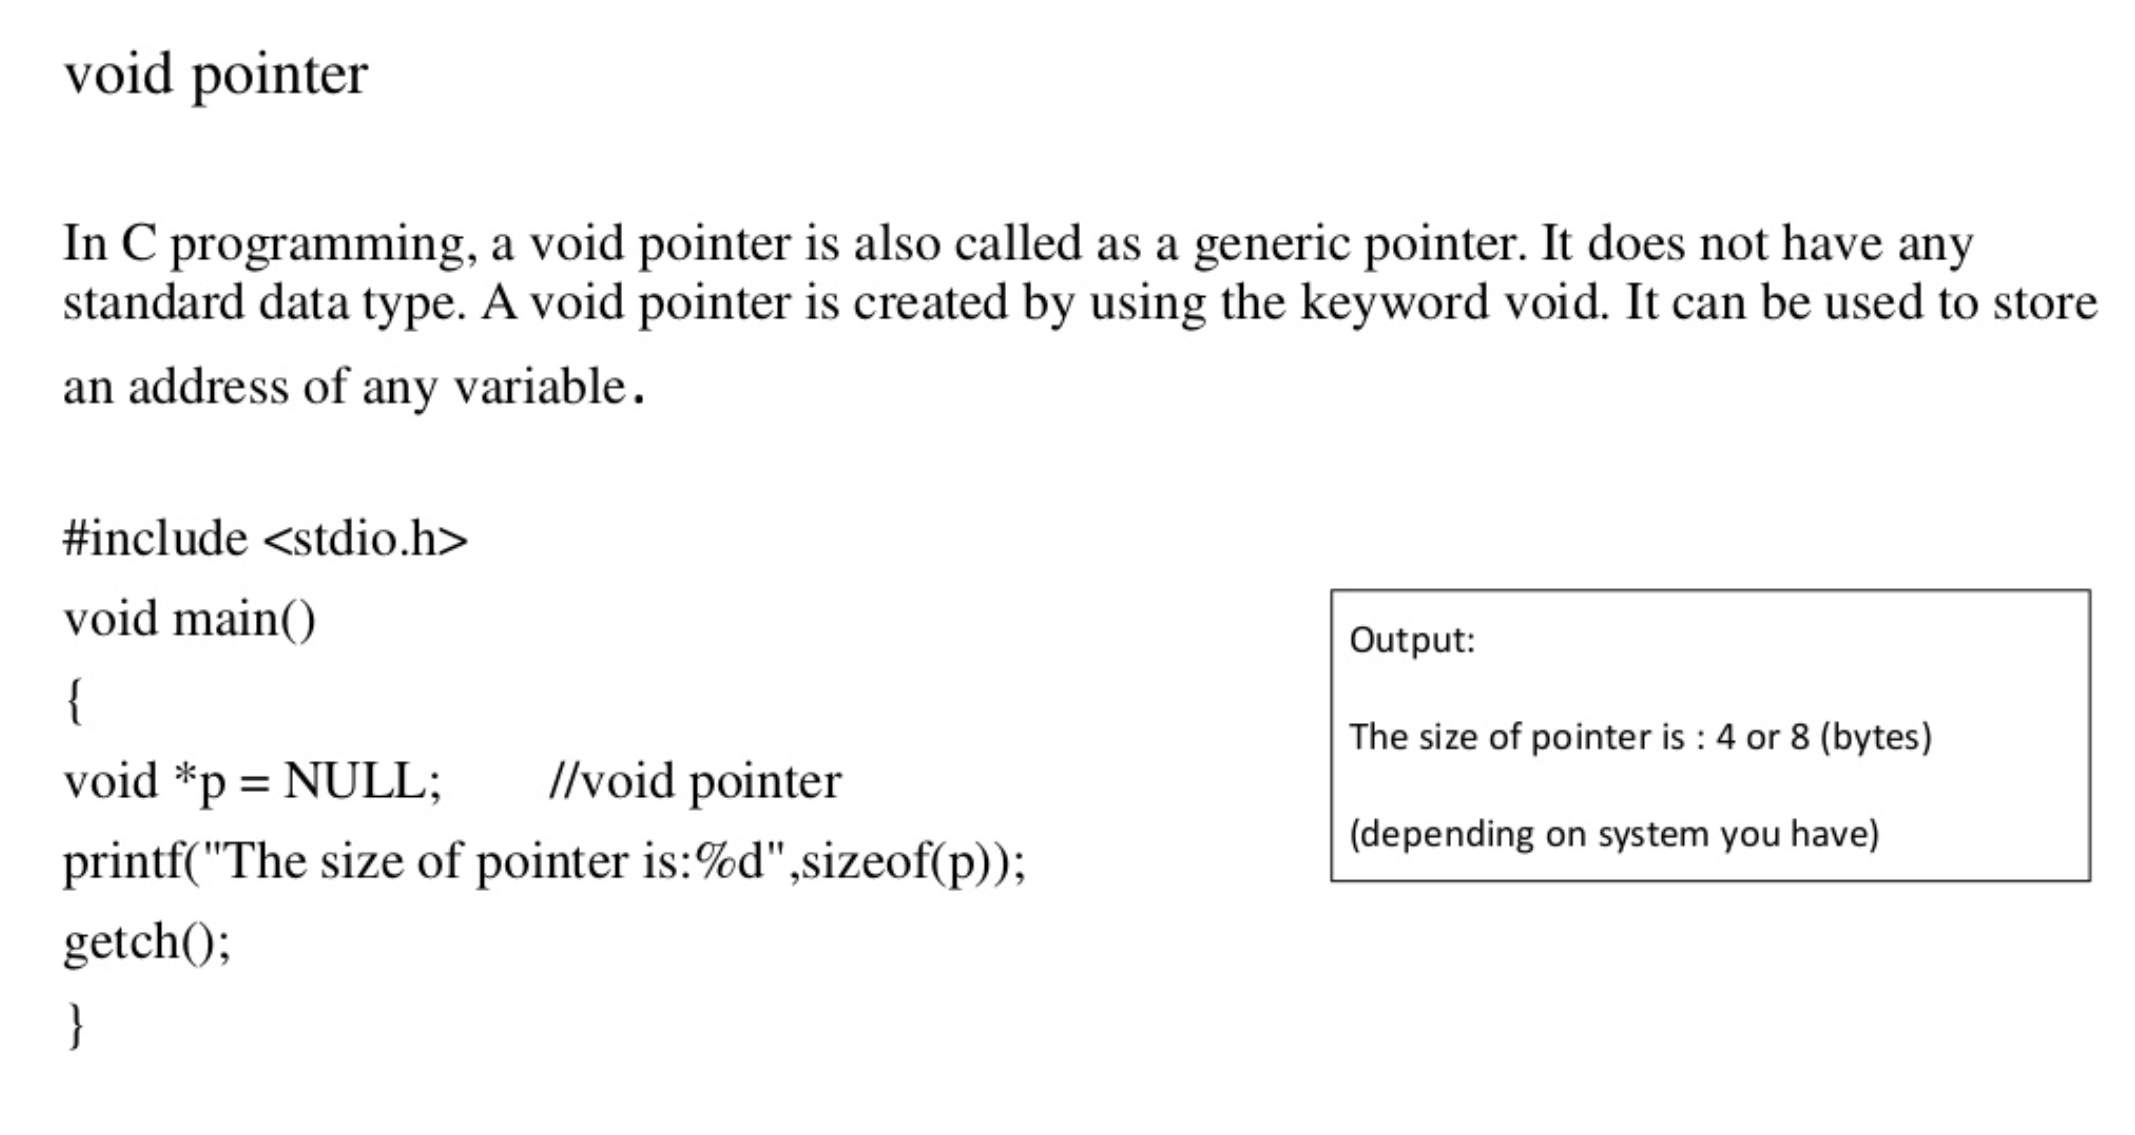 void pointer
In C programming, a void pointer is also called as a generic pointer. It does not have any
standard data type. A void pointer is created by using the keyword void. It can be used to store
an address of any variable.
#include <stdio.h>
void main()
{
void *p = NULL; //void pointer
printf("The size of pointer is:%d",sizeof(p));
getch();
}
Output:
The size of pointer is : 4 or 8 (bytes)
(depending on system you have)